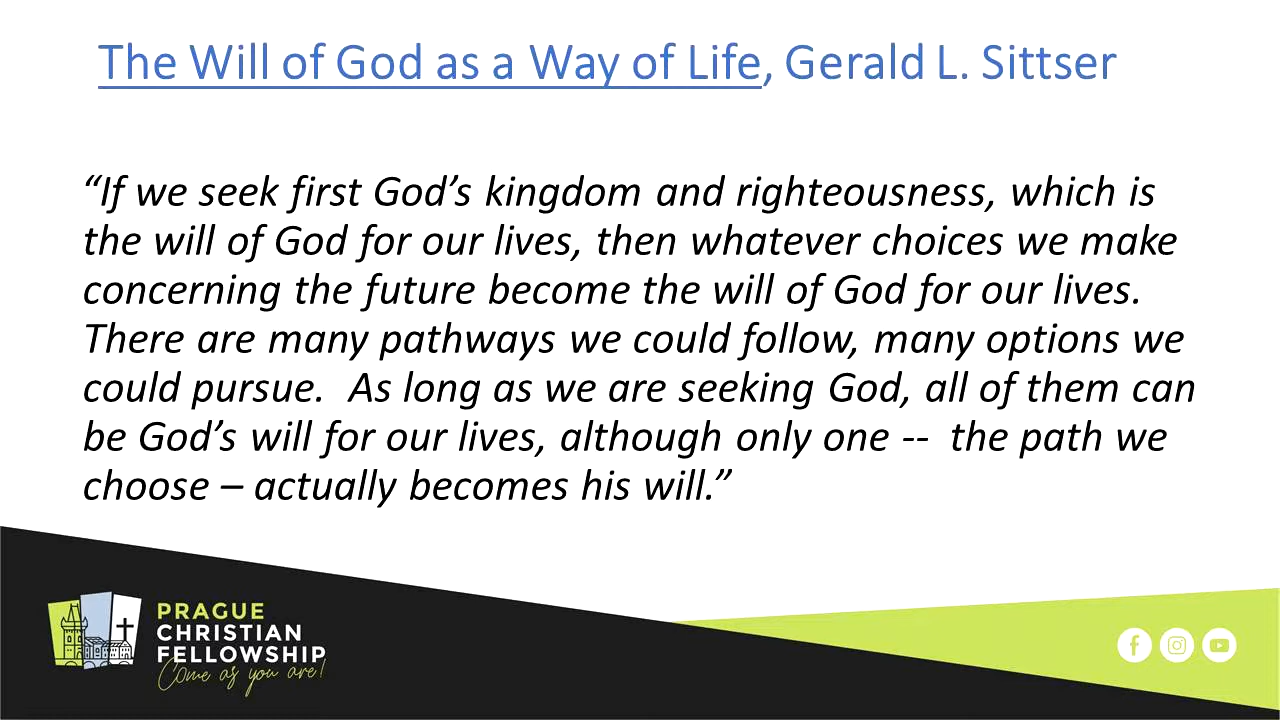 The Will of God as a Way of Life, Gerald L. Sittser
“If we seek first God’s kingdom and righteousness, which is
the will of God for our lives, then whatever choices we make
concerning the future become the will of God for our lives.
There are many pathways we could follow, many options we
could pursue.  As long as we are seeking God, all of them can
be God’s will for our lives, although only one --  the path we
choose – actually becomes his will.”
PRAGUE
CHRISTIAN
FELLOWSHIP
Come as you are!